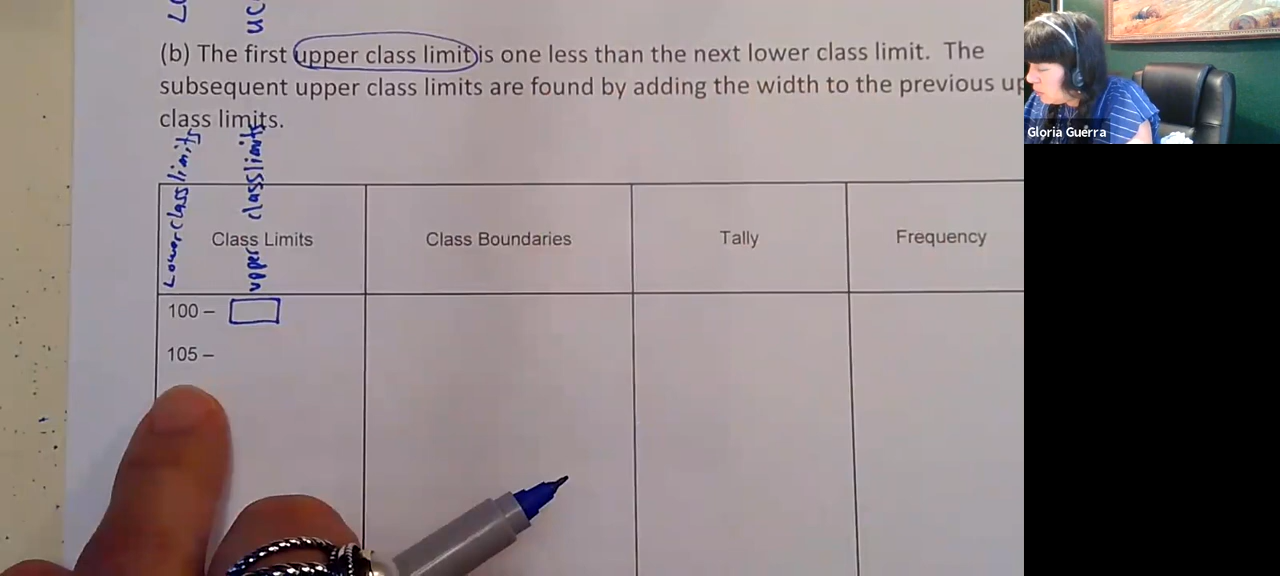 (b) The first upper class limit is one less than the next lower class limit. The
subsequent upper class limits are found by adding the width to the previous up
class limits.
Lower class limits
upper class limits
Class Limits
Class Boundaries
Tally
Frequency
100 –
105 –
Gloria Guerra